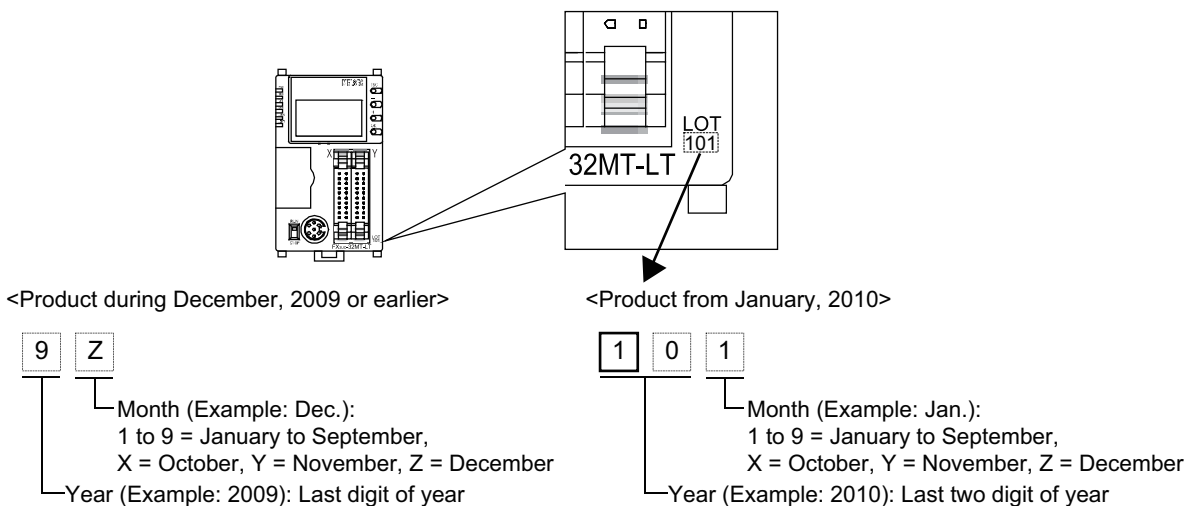 LOT
101
32MT-LT
X Y
<Product during December, 2009 or earlier>
9 Z
Month (Example: Dec.):
1 to 9 = January to September,
X = October, Y = November, Z = December
Year (Example: 2009): Last digit of year
<Product from January, 2010>
1 0 1
Month (Example: Jan.):
1 to 9 = January to September,
X = October, Y = November, Z = December
Year (Example: 2010): Last two digit of year